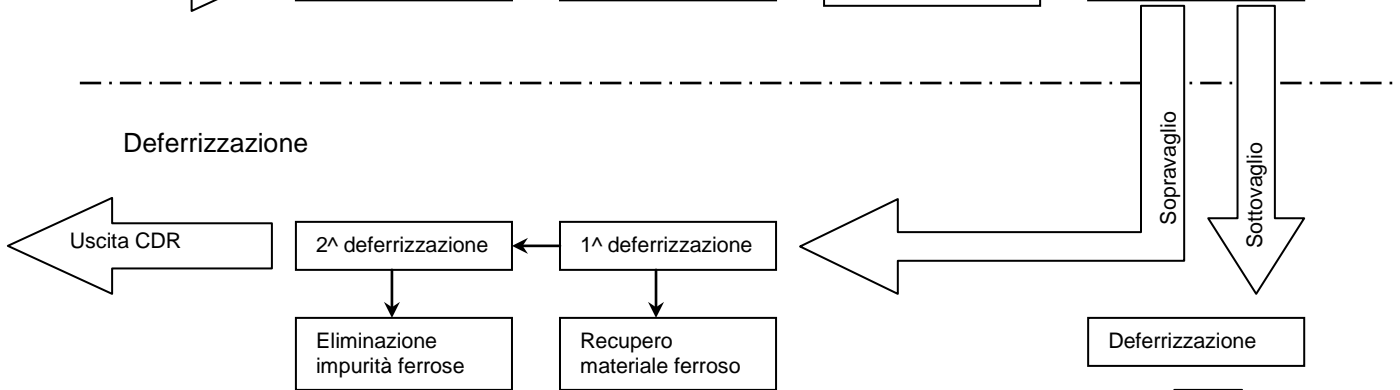 Deferrizzazione
Sopravaglio
Sottovaglio
Uscita CDR
2^ deferrizzazione
1^ deferrizzazione
Eliminazione
impurità ferrose
Recupero
materiale ferroso
Deferrizzazione